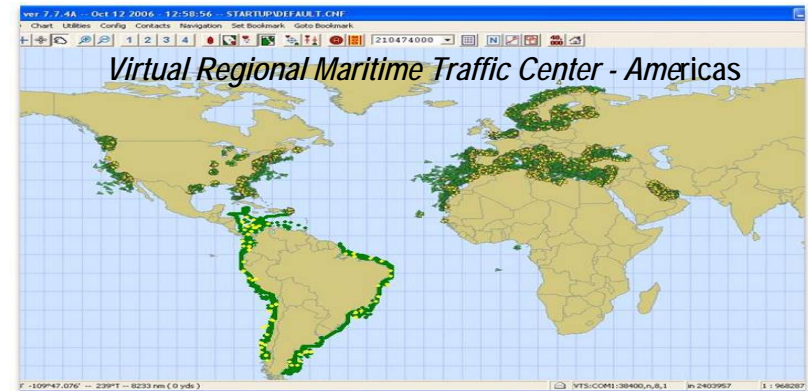 ver 7.7.4A -- Oct 12 2006 - 12:58:56 -- STARTUP\DEFAULT.CNF
Chart Utilities Config Contacts Navigation Set Bookmark Goto Bookmark
1 2 3 4 210474000 N
Virtual Regional Maritime Traffic Center - Americas
-109°47.076' -- 239°T -- 8233 nm ( 0 yds ) VTS:COM1:38400,n,8,1 in 2403957 1 : 968287